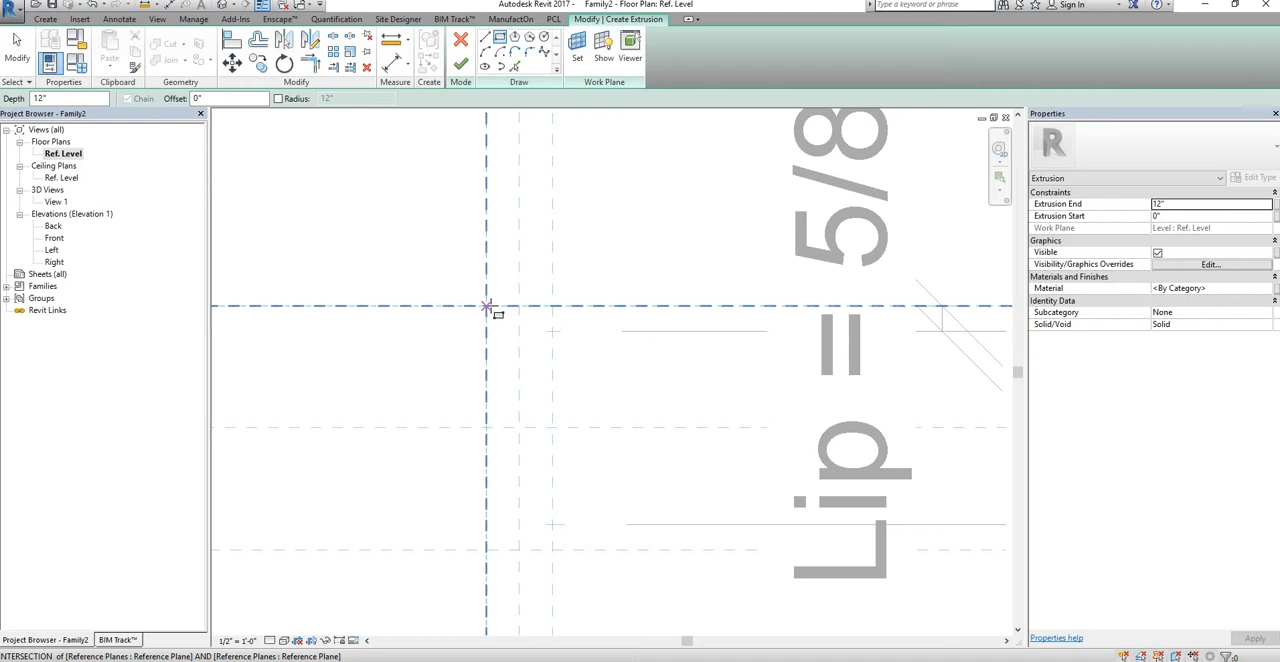 Autodesk Revit 2017 - Family2 - Floor Plan: Ref. Level
Type a keyword or phrase
Sign In
Create Insert Annotate View Manage Add-Ins Enscape™ Quantification Site Designer BIM Track™ ManufactOn PCL Modify | Create Extrusion
Modify Paste Cut Join Set Show Viewer
Select Properties Clipboard Geometry Modify Measure Create Mode Draw Work Plane
Depth 12" Chain Offset: 0" Radius: 12"
Project Browser - Family2
Views (all)
Floor Plans
Ref. Level
Ceiling Plans
Ref. Level
3D Views
View 1
Elevations (Elevation 1)
Back
Front
Left
Right
Sheets (all)
Families
Groups
Revit Links
Lip = 5/8
Properties
Extrusion Edit Type
Constraints
Extrusion End 12"
Extrusion Start 0"
Work Plane Level : Ref. Level
Graphics
Visible
Visibility/Graphics Overrides Edit...
Materials and Finishes
Material <By Category>
Identity Data
Subcategory None
Solid/Void Solid
Properties help Apply
Project Browser - Family2 BIM Track™
1/2" = 1'-0"
INTERSECTION of [Reference Planes : Reference Plane] AND [Reference Planes : Reference Plane]
:0